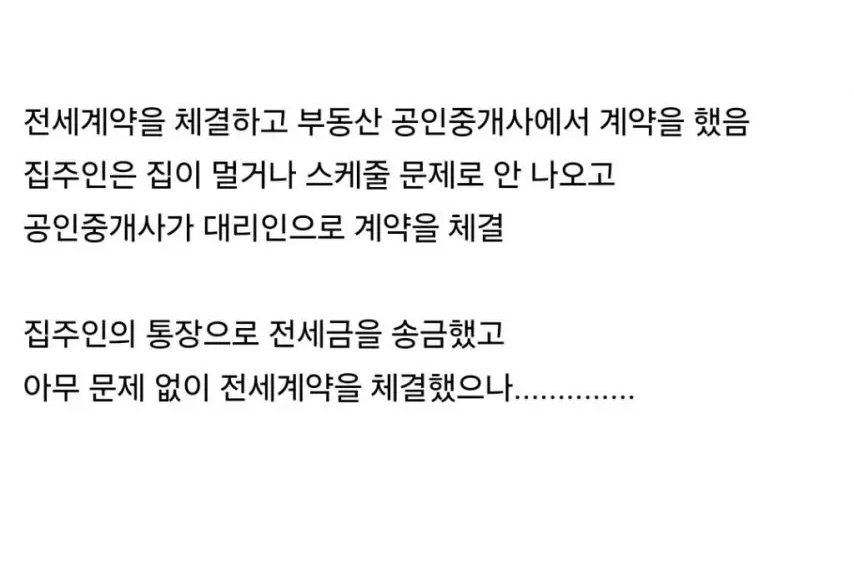 전세계약을 체결하고 부동산 공인중개사에서 계약을 했음
집주인은 집이 멀거나 스케줄 문제로 안 나오고
공인중개사가 대리인으로 계약을 체결
집주인의 통장으로 전세금을 송금했고
아무 문제 없이 전세계약을 체결했으나..............